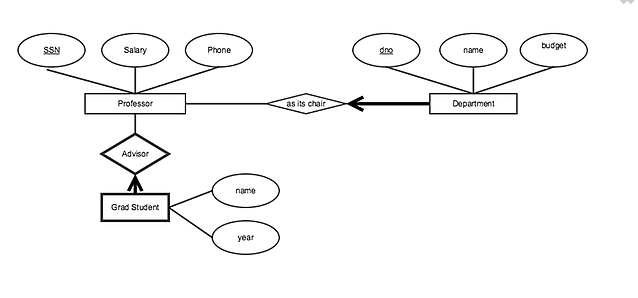 SSN
Salary
Phone
dno
name
budget
Professor
as its chair
Department
Advisor
Grad Student
name
year